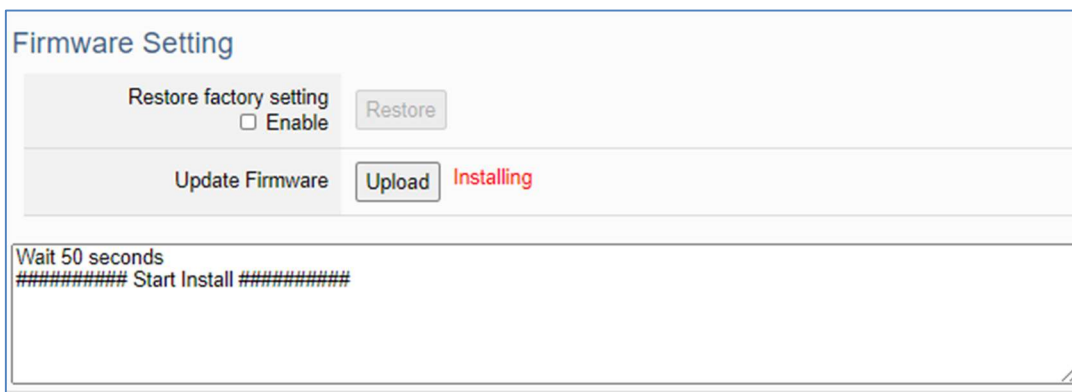 Firmware Setting
Restore factory setting
Enable
Restore
Update Firmware
Upload
Installing
Wait 50 seconds
########## Start Install ##########